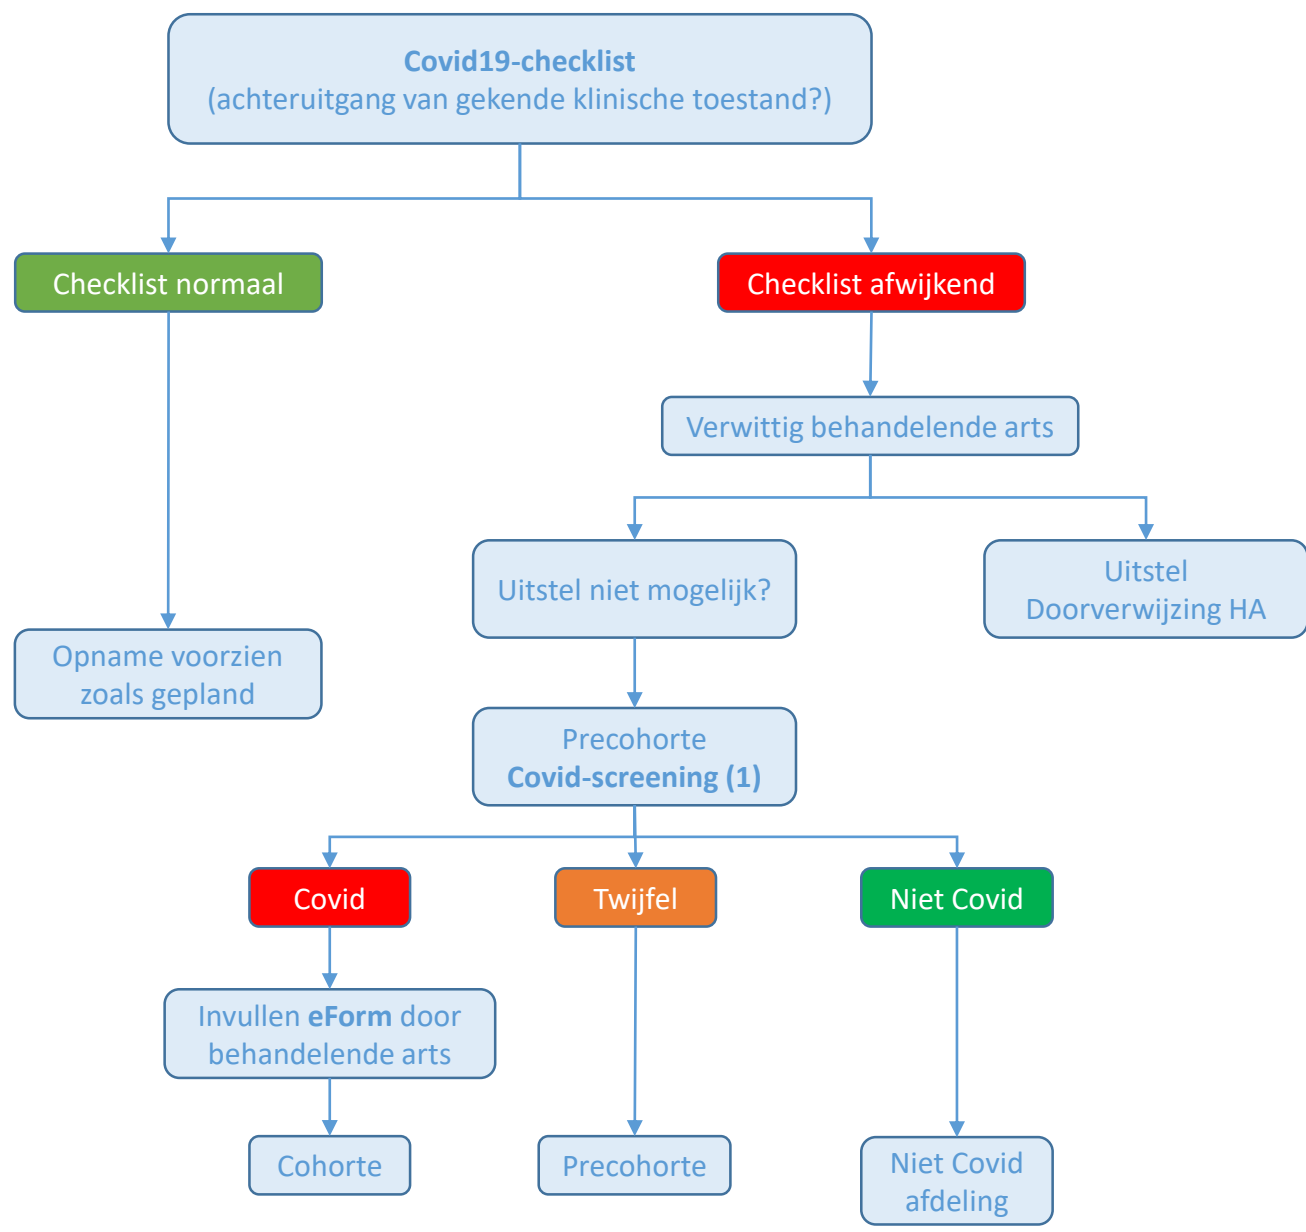 Covid19-checklist
(achteruitgang van gekende klinische toestand?)
Checklist normaal
Checklist afwijkend
Verwittig behandelende arts
Uitstel niet mogelijk?
Uitstel
Doorverwijzing HA
Opname voorzien
zoals gepland
Precohorte
Covid-screening (1)
Covid
Twijfel
Niet Covid
Invullen eForm door
behandelende arts
Cohorte
Precohorte
Niet Covid
afdeling